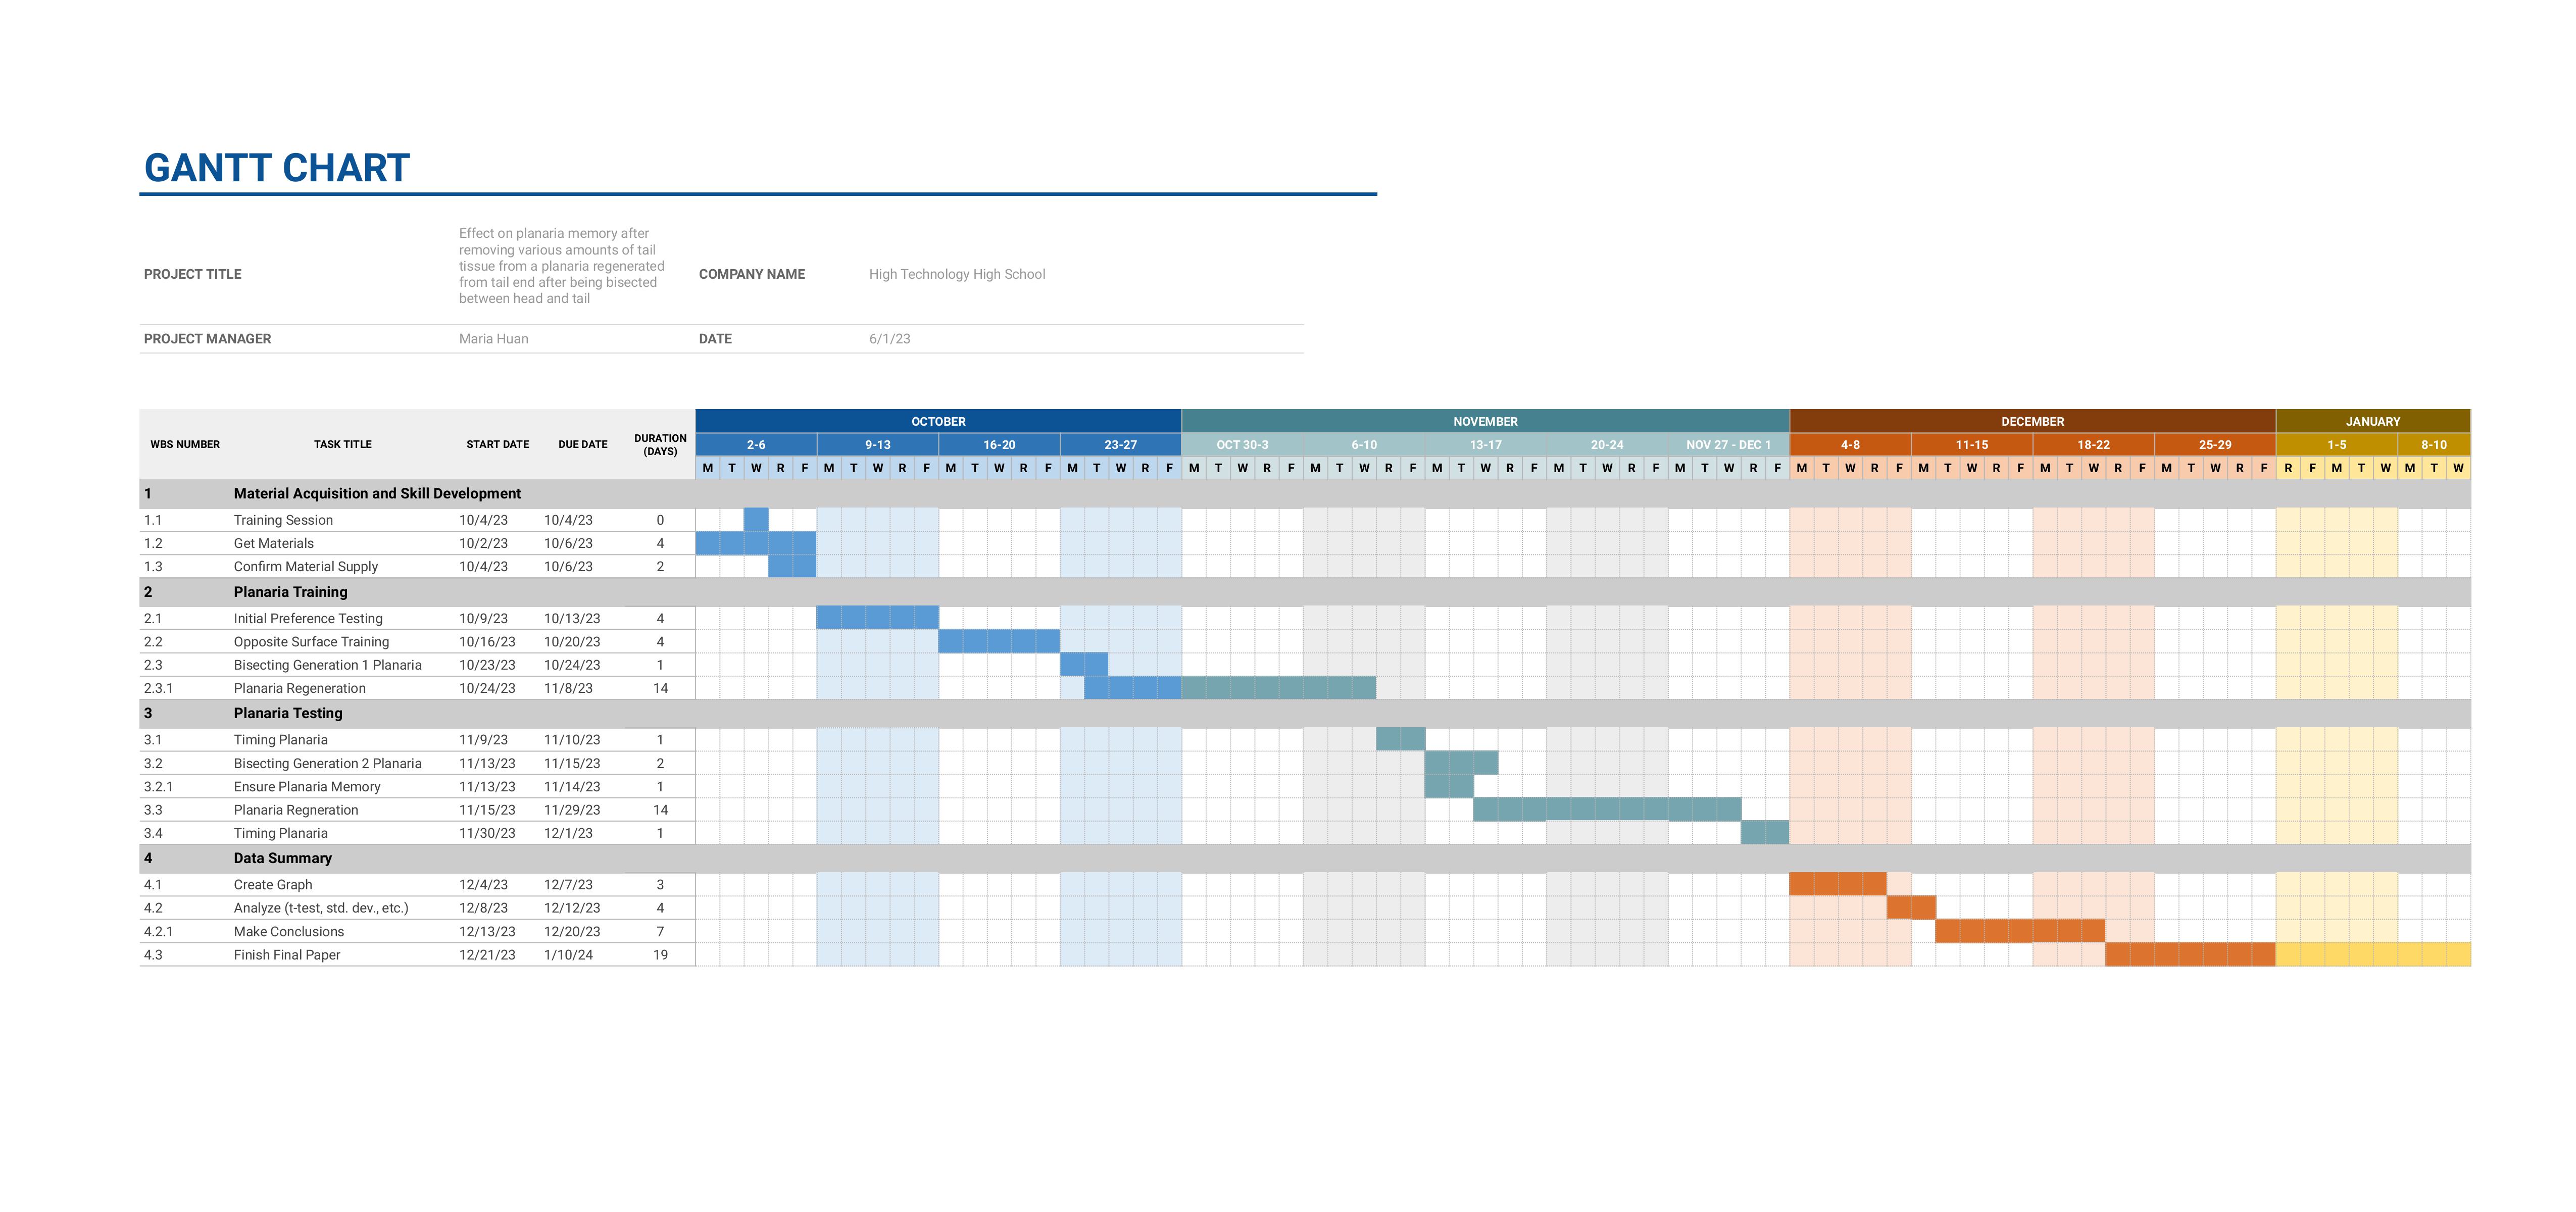 GANTT CHART
PROJECT TITLE
Effect on planaria memory after
removing various amounts of tail
tissue from a planaria regenerated
from tail end after being bisected
between head and tail
COMPANY NAME
High Technology High School
PROJECT MANAGER Maria Huan DATE 6/1/23
WBS NUMBER TASK TITLE START DATE DUE DATE DURATION (DAYS)
OCTOBER NOVEMBER DECEMBER JANUARY
2-6 9-13 16-20 23-27 OCT 30-3 6-10 13-17 20-24 NOV 27 - DEC 1 4-8 11-15 18-22 25-29 1-5 8-10
M T W R F M T W R F M T W R F M T W R F M T W R F M T W R F M T W R F M T W R F M T W R F M T W R F M T W R F M T W R F M T W R F R F M T W M T W
1 Material Acquisition and Skill Development
1.1 Training Session 10/4/23 10/4/23 0
1.2 Get Materials 10/2/23 10/6/23 4
1.3 Confirm Material Supply 10/4/23 10/6/23 2
2 Planaria Training
2.1 Initial Preference Testing 10/9/23 10/13/23 4
2.2 Opposite Surface Training 10/16/23 10/20/23 4
2.3 Bisecting Generation 1 Planaria 10/23/23 10/24/23 1
2.3.1 Planaria Regeneration 10/24/23 11/8/23 14
3 Planaria Testing
3.1 Timing Planaria 11/9/23 11/10/23 1
3.2 Bisecting Generation 2 Planaria 11/13/23 11/15/23 2
3.2.1 Ensure Planaria Memory 11/13/23 11/14/23 1
3.3 Planaria Regneration 11/15/23 11/29/23 14
3.4 Timing Planaria 11/30/23 12/1/23 1
4 Data Summary
4.1 Create Graph 12/4/23 12/7/23 3
4.2 Analyze (t-test, std. dev., etc.) 12/8/23 12/12/23 4
4.2.1 Make Conclusions 12/13/23 12/20/23 7
4.3 Finish Final Paper 12/21/23 1/10/24 19